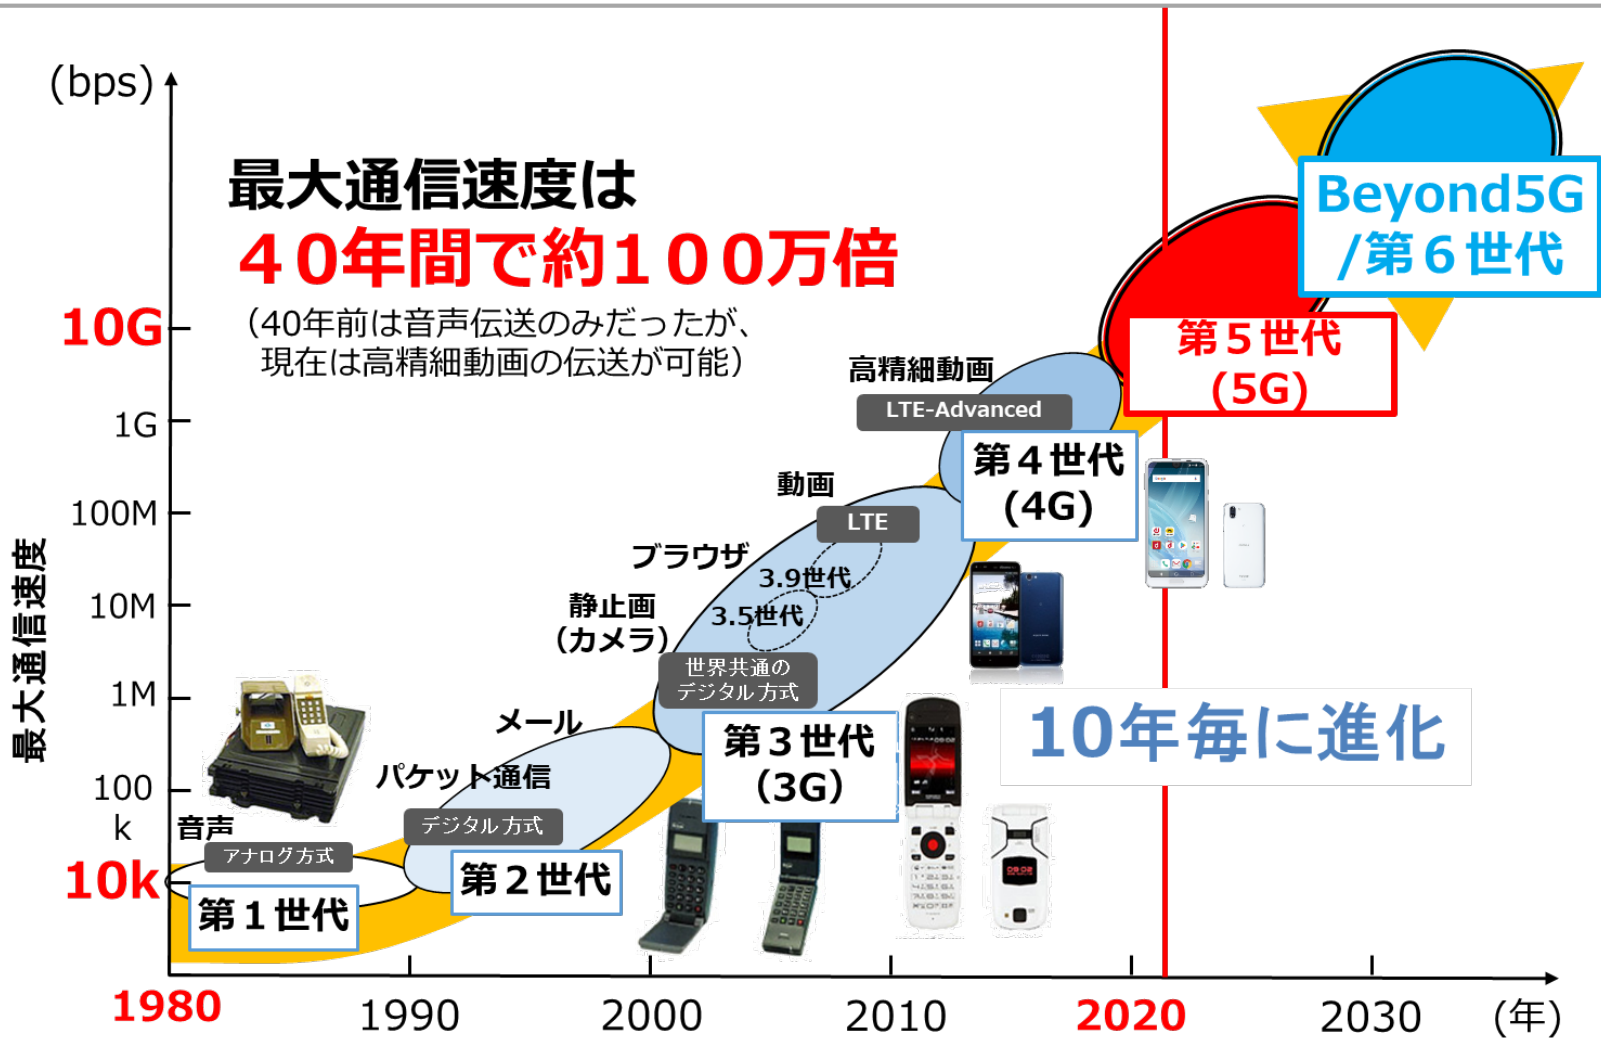 (bps)
最大通信速度は
４０年間で約１００万倍
（40年前は音声伝送のみだったが、
現在は高精細動画の伝送が可能）
Beyond5G
/第６世代
10G
第５世代
(5G)
高精細動画
LTE-Advanced
1G
第４世代
(4G)
動画
LTE
100M
ブラウザ
3.9世代
静止画
（カメラ）
3.5世代
10M
世界共通の
デジタル方式
最大通信速度
1M
メール
第３世代
(3G)
10年毎に進化
パケット通信
100
k
デジタル方式
音声
アナログ方式
10k
第２世代
第１世代
1980
1990
2000
2010
2020
2030
(年)